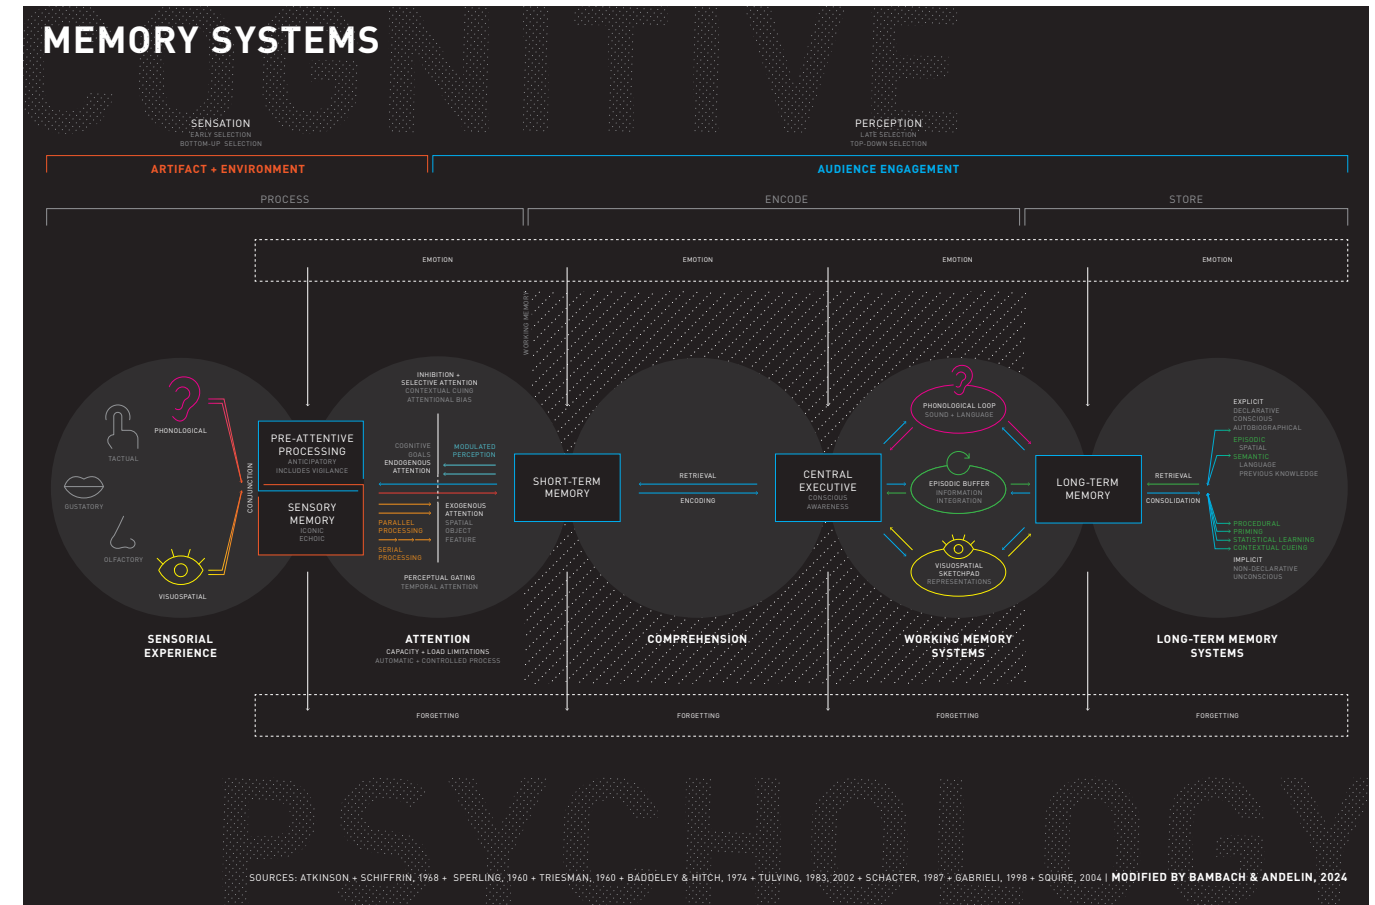 COGNITIVE
MEMORY SYSTEMS
SENSATION
EARLY SELECTION
BOTTOM-UP SELECTION
PERCEPTION
LATE SELECTION
TOP-DOWN SELECTION
ARTIFACT + ENVIRONMENT
AUDIENCE ENGAGEMENT
PROCESS
ENCODE
STORE
EMOTION
EMOTION
EMOTION
EMOTION
WORKING MEMORY
PHONOLOGICAL
TACTUAL
GUSTATORY
OLFACTORY
VISUOSPATIAL
CONJUNCTION
SENSORIAL
EXPERIENCE
PRE-ATTENTIVE
PROCESSING
ANTICIPATORY
INCLUDES VIGILANCE
SENSORY
MEMORY
ICONIC
ECHOIC
INHIBITION +
SELECTIVE ATTENTION
CONTEXTUAL CUING
ATTENTIONAL BIAS
COGNITIVE
GOALS
ENDOGENOUS
ATTENTION
MODULATED
PERCEPTION
PARALLEL
PROCESSING
SERIAL
PROCESSING
EXOGENOUS
ATTENTION
SPATIAL
OBJECT
FEATURE
PERCEPTUAL GATING
TEMPORAL ATTENTION
ATTENTION
CAPACITY + LOAD LIMITATIONS
AUTOMATIC + CONTROLLED PROCESS
SHORT-TERM
MEMORY
RETRIEVAL
ENCODING
COMPREHENSION
CENTRAL
EXECUTIVE
CONSCIOUS
AWARENESS
PHONOLOGICAL LOOP
SOUND + LANGUAGE
EPISODIC BUFFER
INFORMATION
INTEGRATION
VISUOSPATIAL
SKETCHPAD
REPRESENTATIONS
WORKING MEMORY
SYSTEMS
LONG-TERM
MEMORY
RETRIEVAL
CONSOLIDATION
EXPLICIT
DECLARATIVE
CONSCIOUS
AUTOBIOGRAPHICAL
EPISODIC
SPATIAL
SEMANTIC
LANGUAGE
PREVIOUS KNOWLEDGE
PROCEDURAL
PRIMING
STATISTICAL LEARNING
CONTEXTUAL CUEING
IMPLICIT
NON-DECLARATIVE
UNCONSCIOUS
LONG-TERM MEMORY
SYSTEMS
FORGETTING
FORGETTING
FORGETTING
FORGETTING
PSYCHOLOGY
SOURCES: ATKINSON + SCHIFFRIN, 1968 + SPERLING, 1960 + TRIESMAN, 1960 + BADDELEY & HITCH, 1974 + TULVING, 1983, 2002 + SCHACTER, 1987 + GABRIELI, 1998 + SQUIRE, 2004 | MODIFIED BY BAMBACH & ANDELIN, 2024